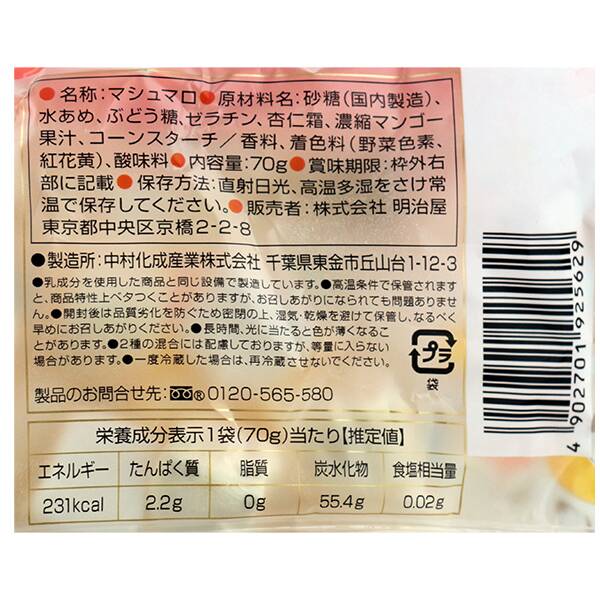 ●名称:マシュマロ●原材料名:砂糖(国内製造)、
水あめ、ぶどう糖、ゼラチン、杏仁霜、濃縮マンゴー
果汁、コーンスターチ/香料、着色料(野菜色素、
紅花黄)、酸味料●内容量:70g●賞味期限:枠外右
部に記載●保存方法:直射日光、高温多湿をさけ常
温で保存してください。●販売者:株式会社 明治屋
東京都中央区京橋2-2-8
●製造所:中村化成産業株式会社 千葉県東金市丘山台1-12-3
●乳成分を使用した商品と同じ設備で製造しています。●高温条件で保管されます
と、商品特性上ベタつくことがありますが、お召しあがりになられても問題ありませ
ん。●開封後は品質劣化を防ぐため密閉の上、湿気・乾燥を避けて保管し、なるべく
早めにお召しあがりください。●長時間、光に当たると色が薄くなるこ
とがあります。●2種の混合には配慮しておりますが、等量に入らない
場合があります。●一度冷蔵した場合は、再冷蔵させないでください。
プラ
袋
製品のお問合せ先:0120-565-580
栄養成分表示1袋(70g)当たり【推定値】
エネルギー たんぱく質 脂質 炭水化物 食塩相当量
231kcal 2.2g 0g 55.4g 0.02g
4902701925629